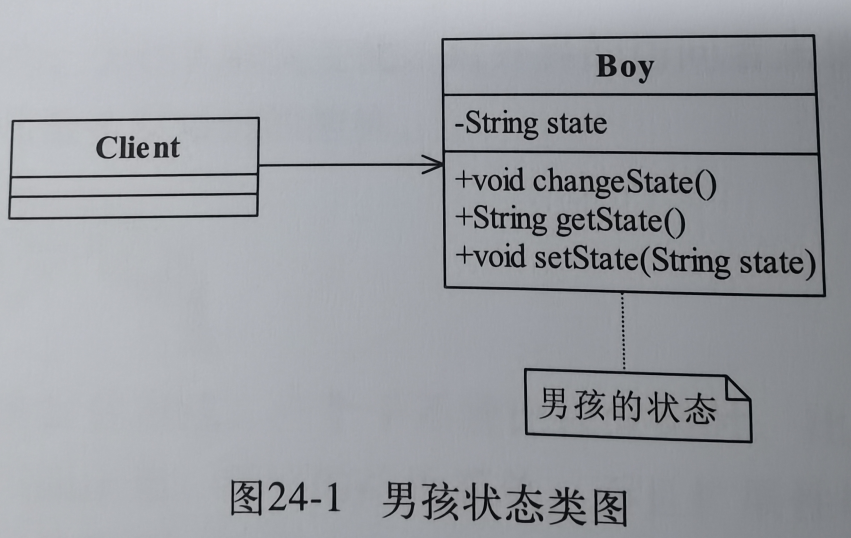 Client
Boy
-String state
+void changeState()
+String getState()
+void setState(String state)
男孩的状态
图24-1 男孩状态类图